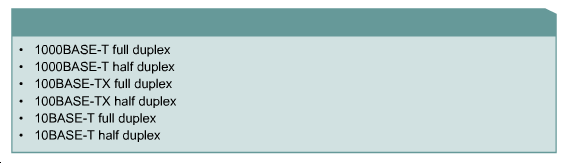 • 1000BASE-T full duplex
• 1000BASE-T half duplex
• 100BASE-TX full duplex
• 100BASE-TX half duplex
• 10BASE-T full duplex
• 10BASE-T half duplex